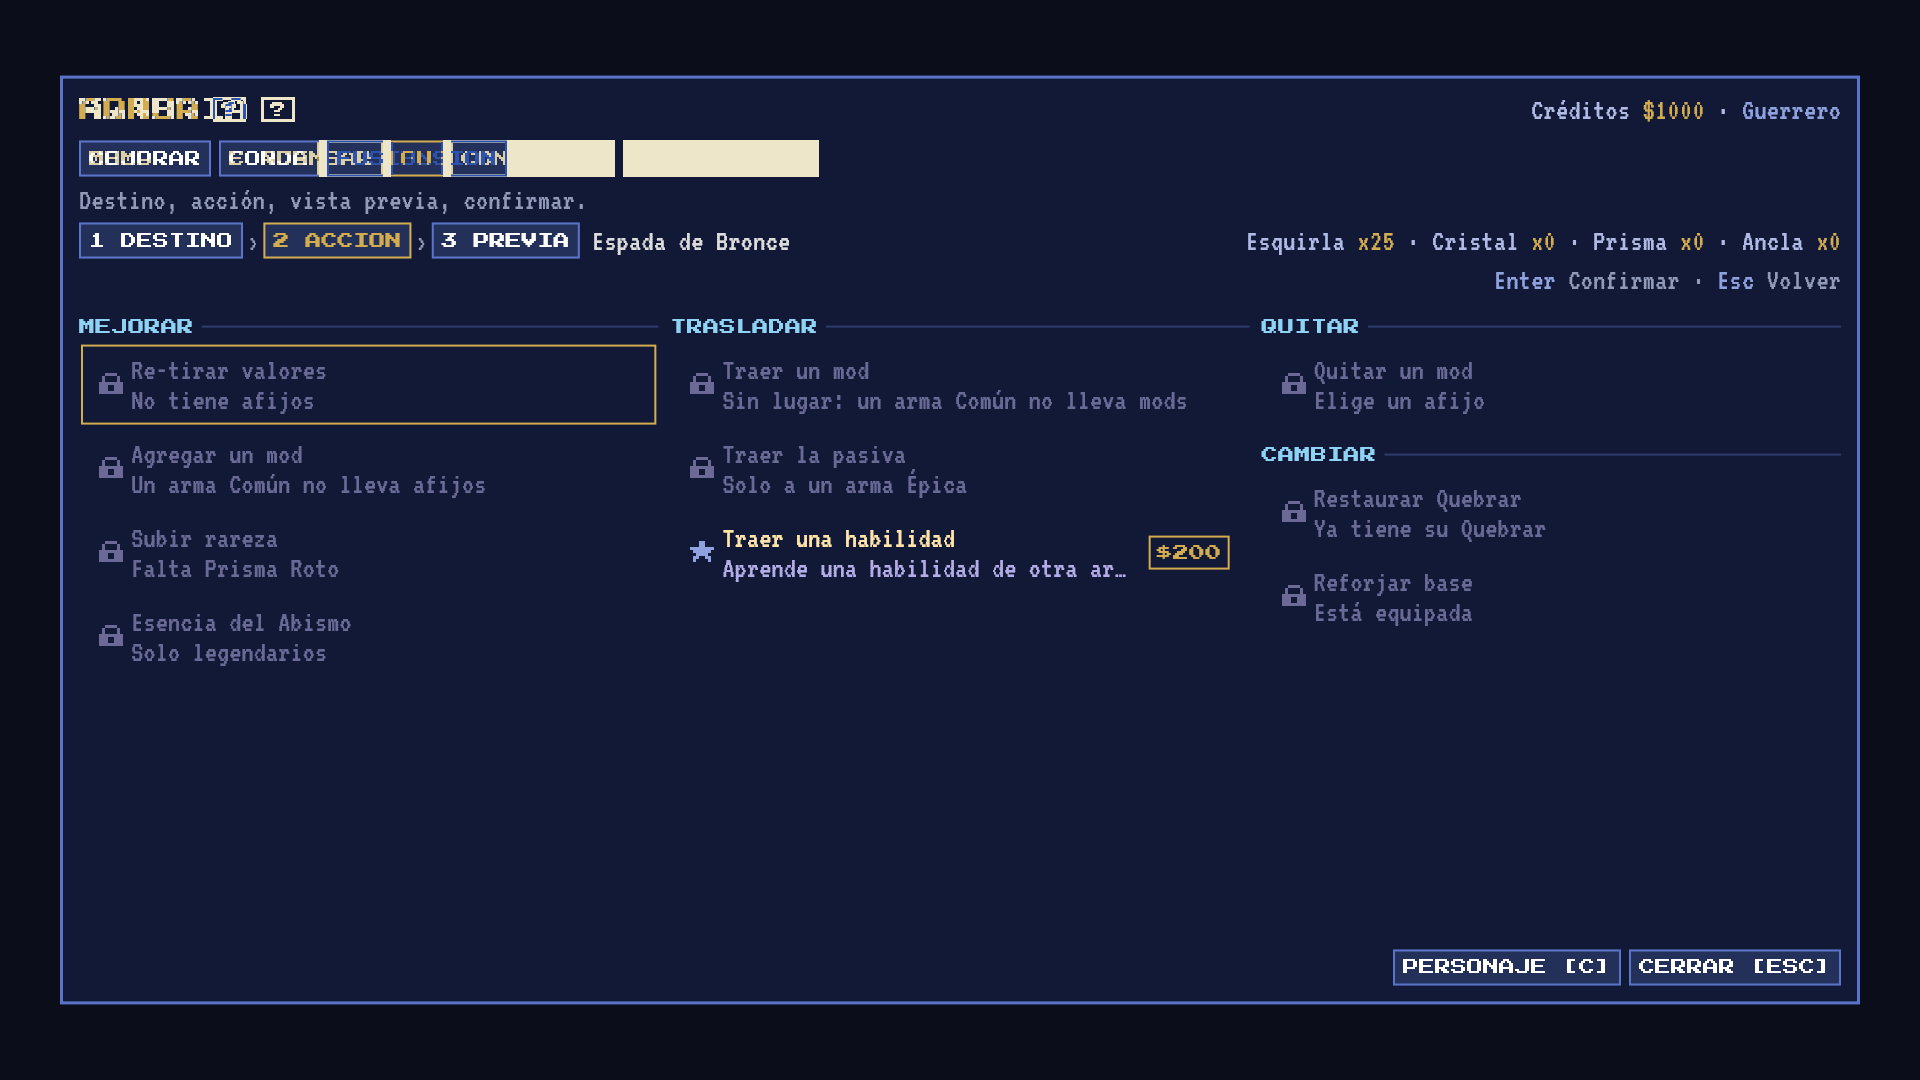 ?
Créditos $1000 · Guerrero
Destino, acción, vista previa, confirmar.
1 DESTINO › 2 ACCION › 3 PREVIA Espada de Bronce
Esquirla x25 · Cristal x0 · Prisma x0 · Ancla x0
Enter Confirmar · Esc Volver
MEJORAR
Re-tirar valores
No tiene afijos
Agregar un mod
Un arma Común no lleva afijos
Subir rareza
Falta Prisma Roto
Esencia del Abismo
Solo legendarios
TRASLADAR
Traer un mod
Sin lugar: un arma Común no lleva mods
Traer la pasiva
Solo a un arma Épica
Traer una habilidad
Aprende una habilidad de otra ar…
$200
QUITAR
Quitar un mod
Elige un afijo
CAMBIAR
Restaurar Quebrar
Ya tiene su Quebrar
Reforjar base
Está equipada
PERSONAJE [C]
CERRAR [ESC]